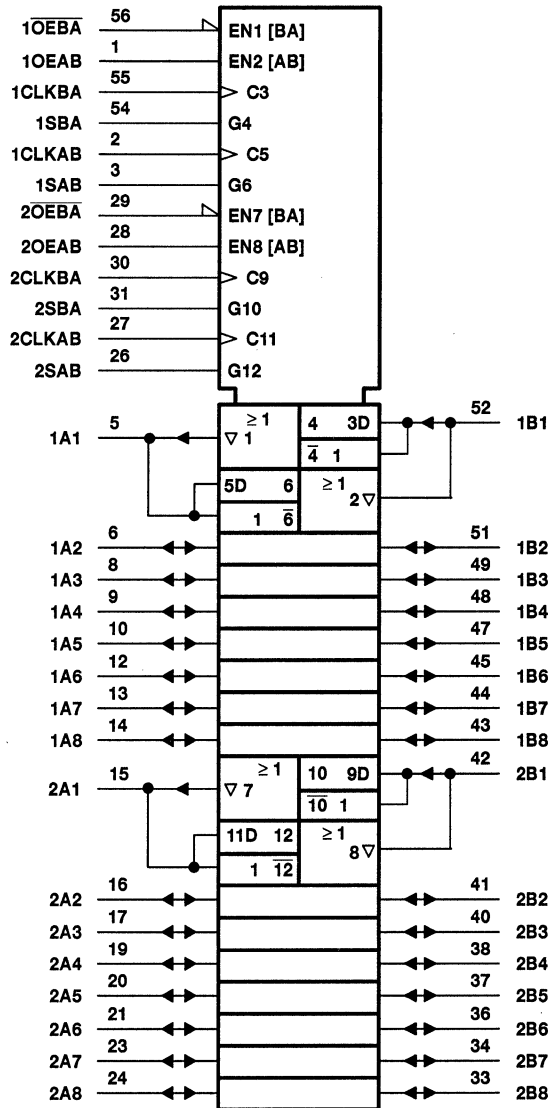 1O̅E̅B̅A̅ 56 EN1 [BA]
1OEAB 1 EN2 [AB]
1CLKBA 55 C3
1SBA 54 G4
1CLKAB 2 C5
1SAB 3 G6
2O̅E̅B̅A̅ 29 EN7 [BA]
2OEAB 28 EN8 [AB]
2CLKBA 30 C9
2SBA 31 G10
2CLKAB 27 C11
2SAB 26 G12
1A1 5 ≥ 1 ▽ 1 4 3D 52 1B1
4̅ 1
5D 6 ≥ 1
2 ▽
1 6̅
1A2 6 51 1B2
1A3 8 49 1B3
1A4 9 48 1B4
1A5 10 47 1B5
1A6 12 45 1B6
1A7 13 44 1B7
1A8 14 43 1B8
2A1 15 ≥ 1 ▽ 7 10 9D 42 2B1
1̅0̅ 1
11D 12 ≥ 1
8 ▽
1 1̅2̅
2A2 16 41 2B2
2A3 17 40 2B3
2A4 19 38 2B4
2A5 20 37 2B5
2A6 21 36 2B6
2A7 23 34 2B7
2A8 24 33 2B8